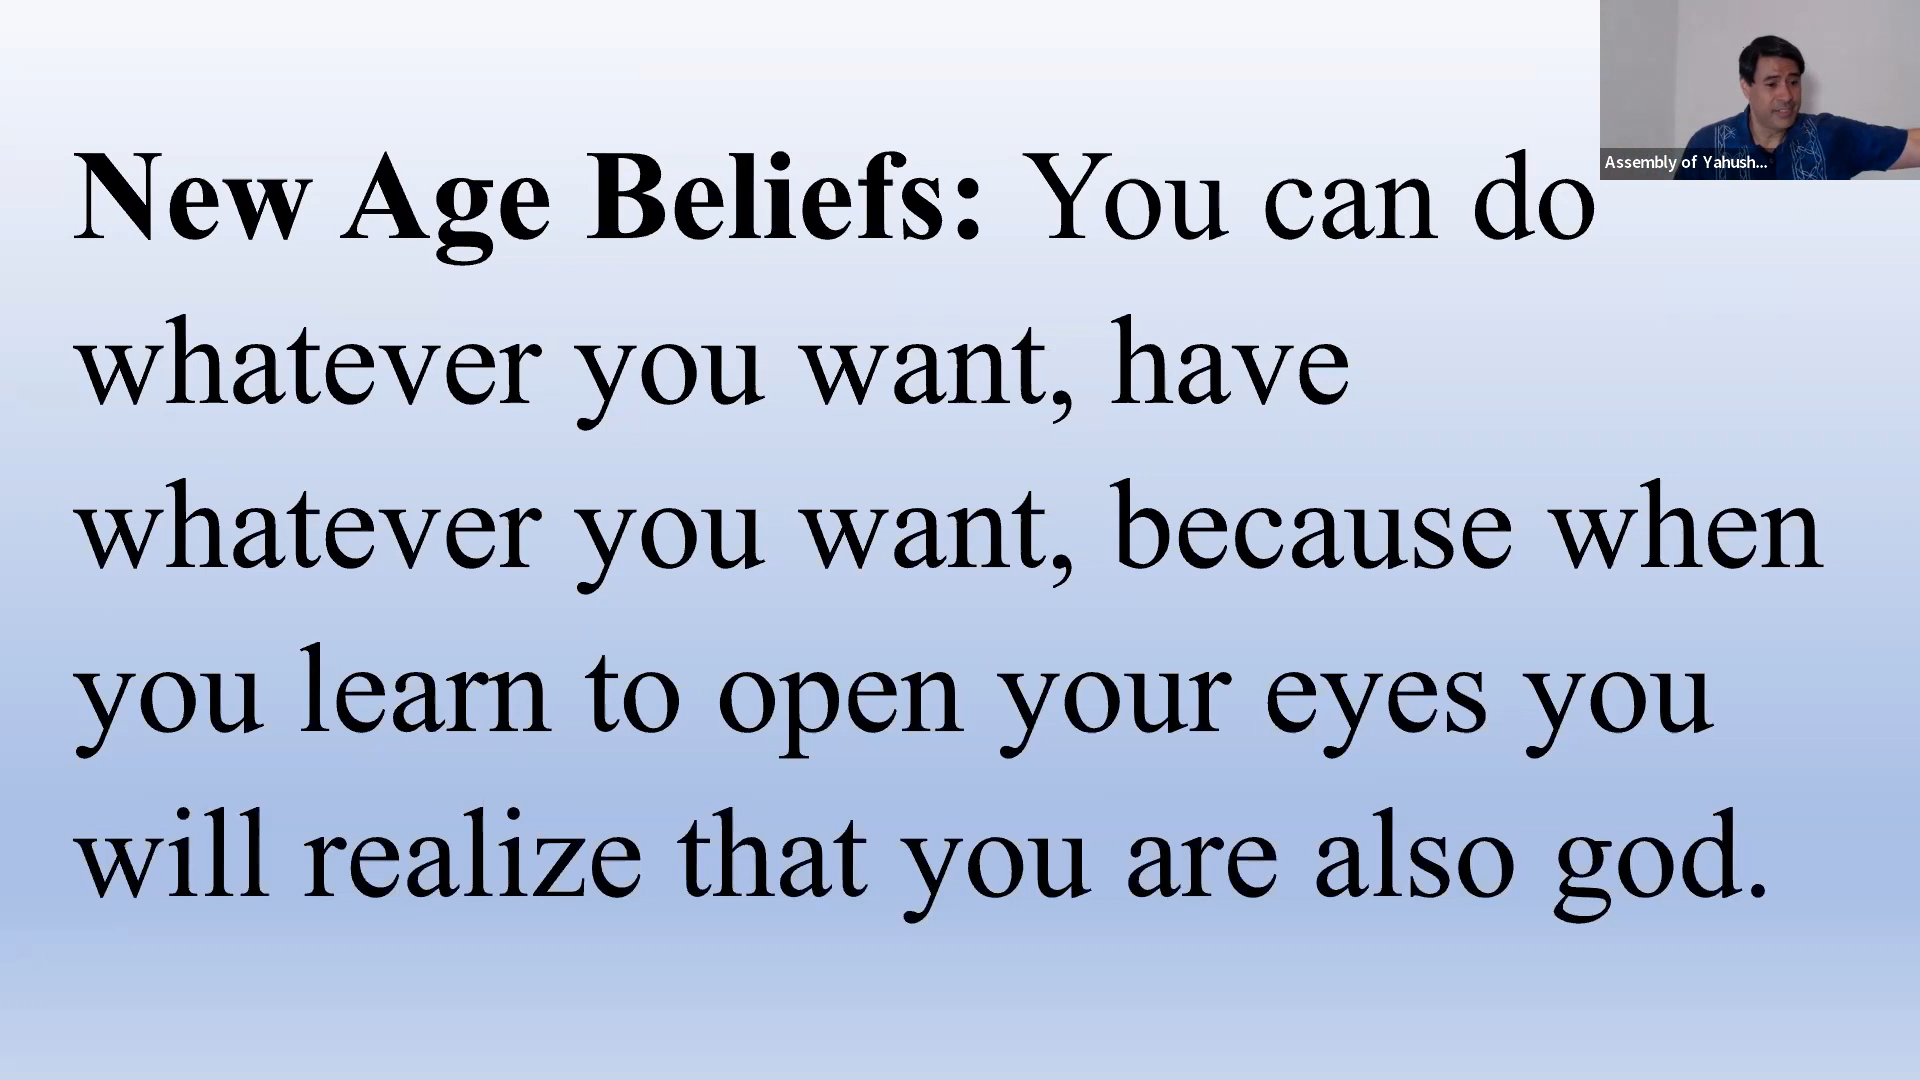 New Age Beliefs: You can do
whatever you want, have
whatever you want, because when
you learn to open your eyes you
will realize that you are also god.
Assembly of Yahush...